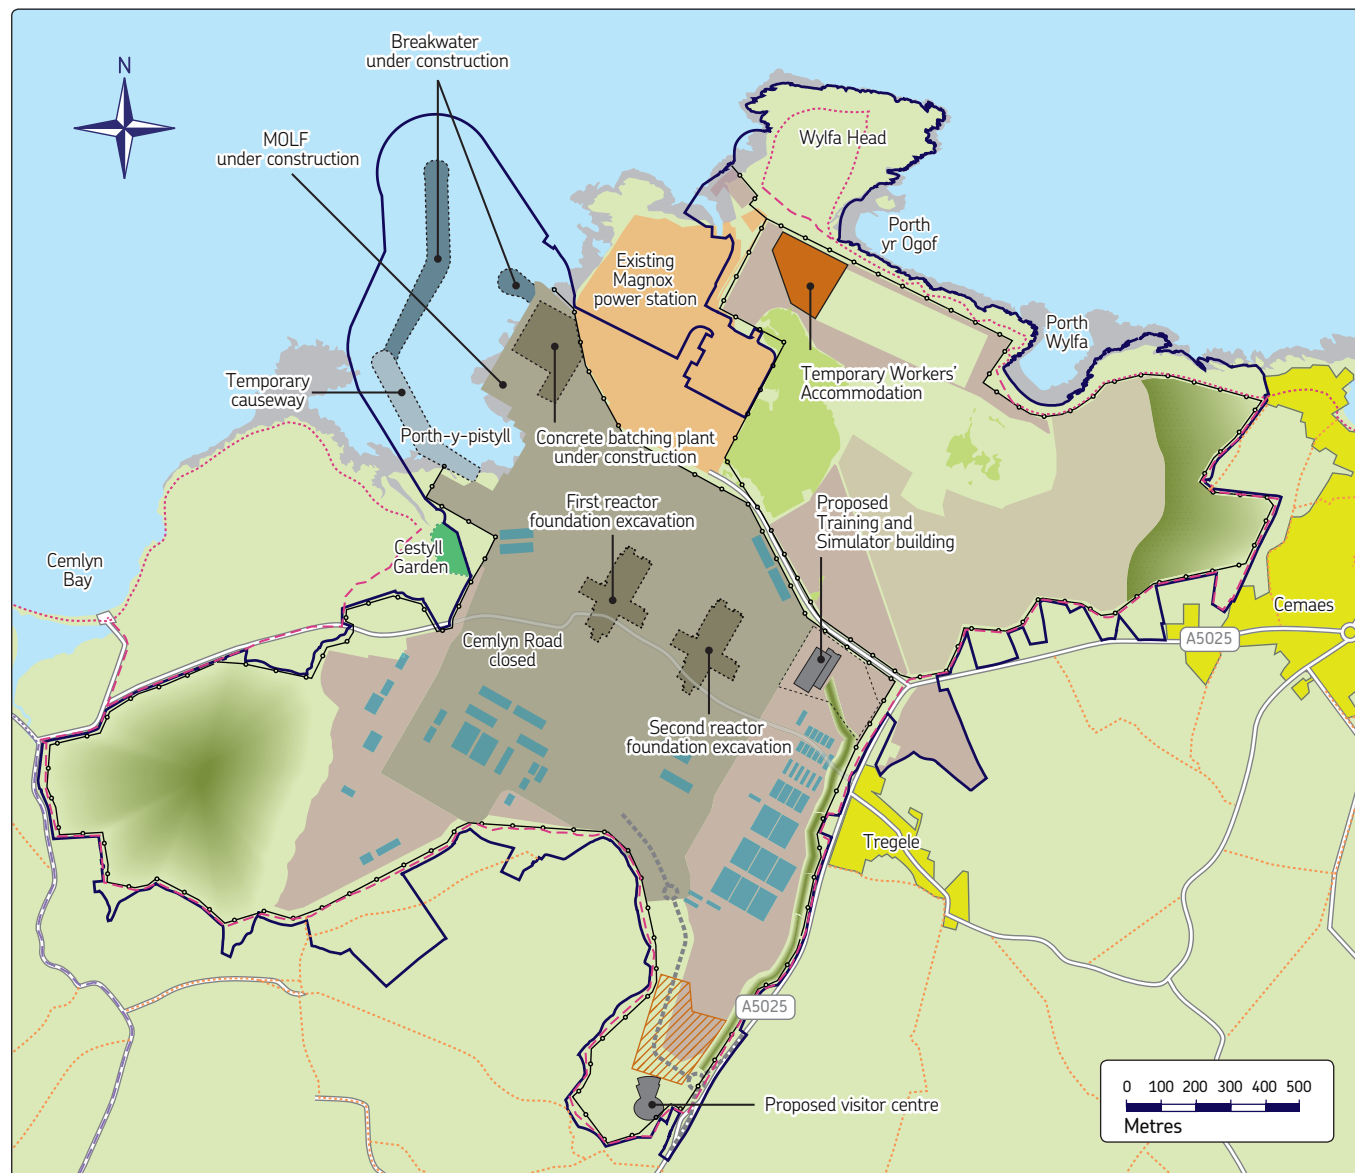 Breakwater
under construction
N
MOLF
under construction
Wylfa Head
Porth
yr Ogof
Existing
Magnox
power station
Porth
Wylfa
Temporary
causeway
Temporary Workers'
Accommodation
Porth-y-pistyll
Concrete batching plant
under construction
First reactor
foundation excavation
Proposed
Training and
Simulator building
Cemlyn
Bay
Cestyll
Garden
Cemaes
A5025
Cemlyn Road
closed
Second reactor
foundation excavation
Tregele
A5025
Proposed visitor centre
0 100 200 300 400 500
Metres